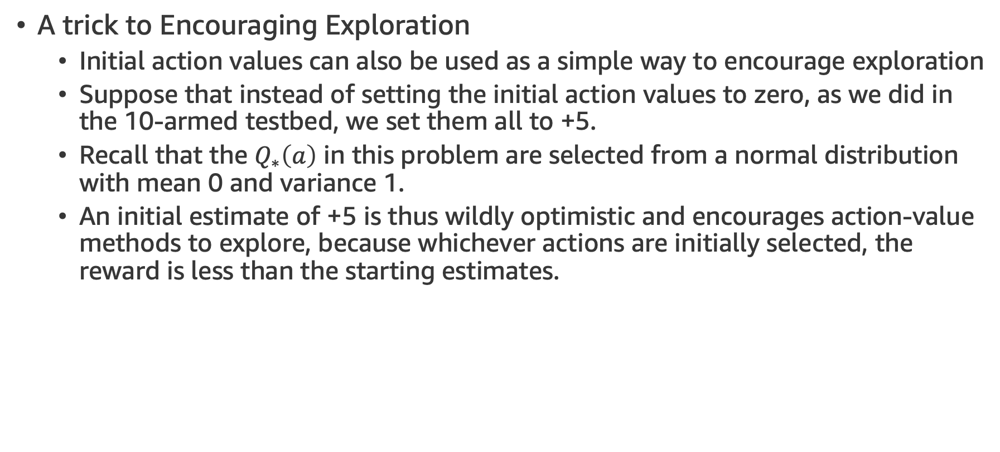 • A trick to Encouraging Exploration
• Initial action values can also be used as a simple way to encourage exploration
• Suppose that instead of setting the initial action values to zero, as we did in
the 10-armed testbed, we set them all to +5.
• Recall that the Q*(a) in this problem are selected from a normal distribution
with mean 0 and variance 1.
• An initial estimate of +5 is thus wildly optimistic and encourages action-value
methods to explore, because whichever actions are initially selected, the
reward is less than the starting estimates.